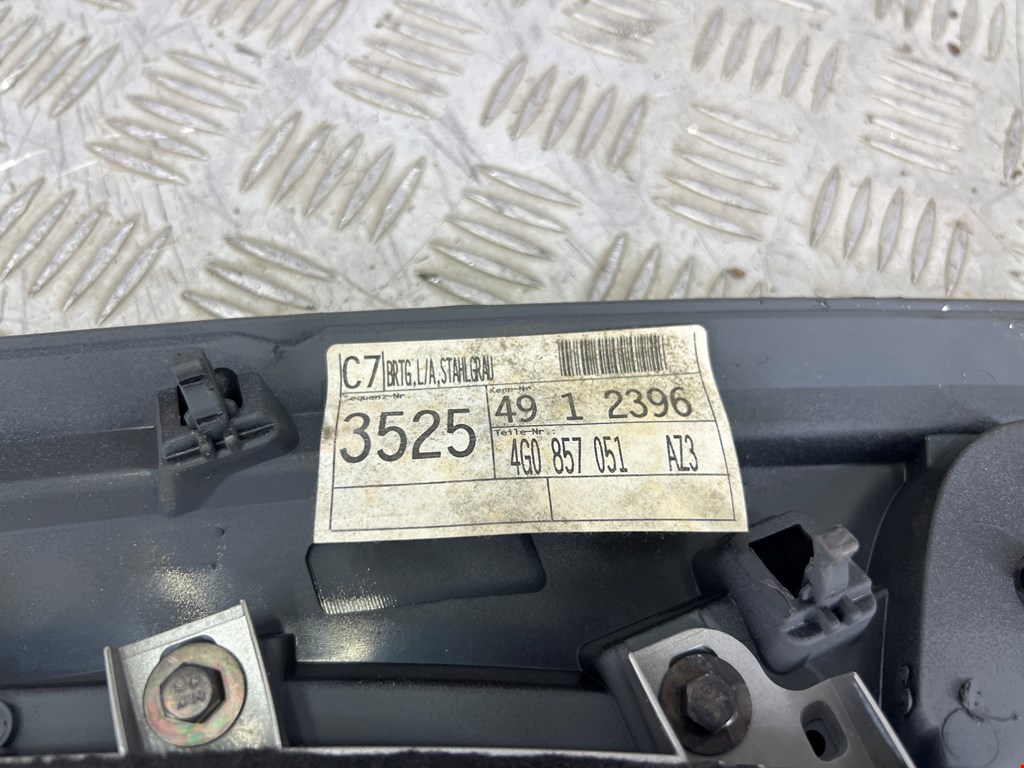 C7 BRTG,L/A,STAHLGRAU
Sequenz-Nr Kenn-Nr
3525 49 1 2396
Teile-Nr.:
4G0 857 051 AZ3